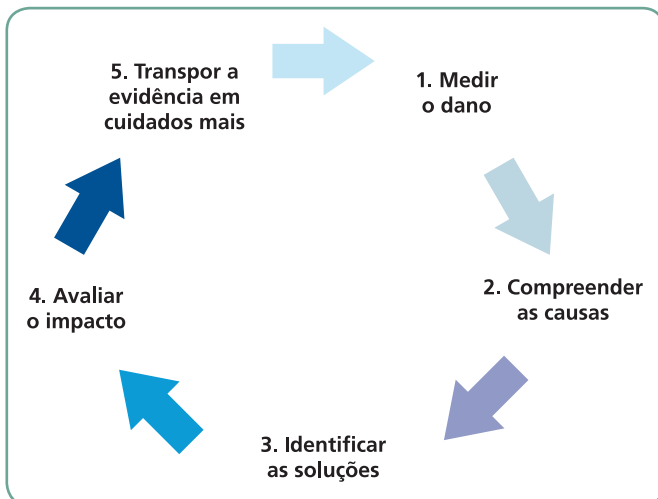 5. Transpor a
evidência em
cuidados mais
1. Medir
o dano
2. Compreender
as causas
3. Identificar
as soluções
4. Avaliar
o impacto